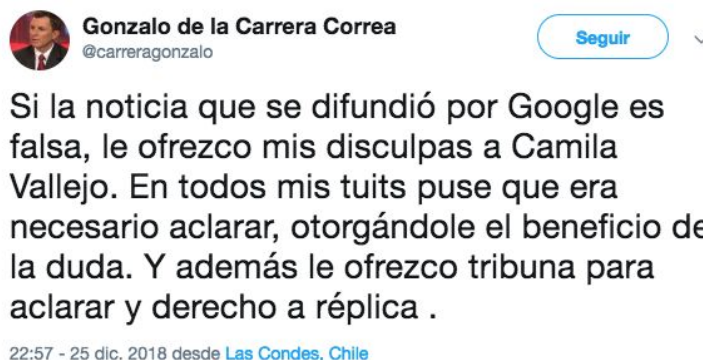 Gonzalo de la Carrera Correa
@carreragonzalo
Seguir
Si la noticia que se difundió por Google es
falsa, le ofrezco mis disculpas a Camila
Vallejo. En todos mis tuits puse que era
necesario aclarar, otorgándole el beneficio de
la duda. Y además le ofrezco tribuna para
aclarar y derecho a réplica .
22:57 - 25 dic. 2018 desde Las Condes, Chile